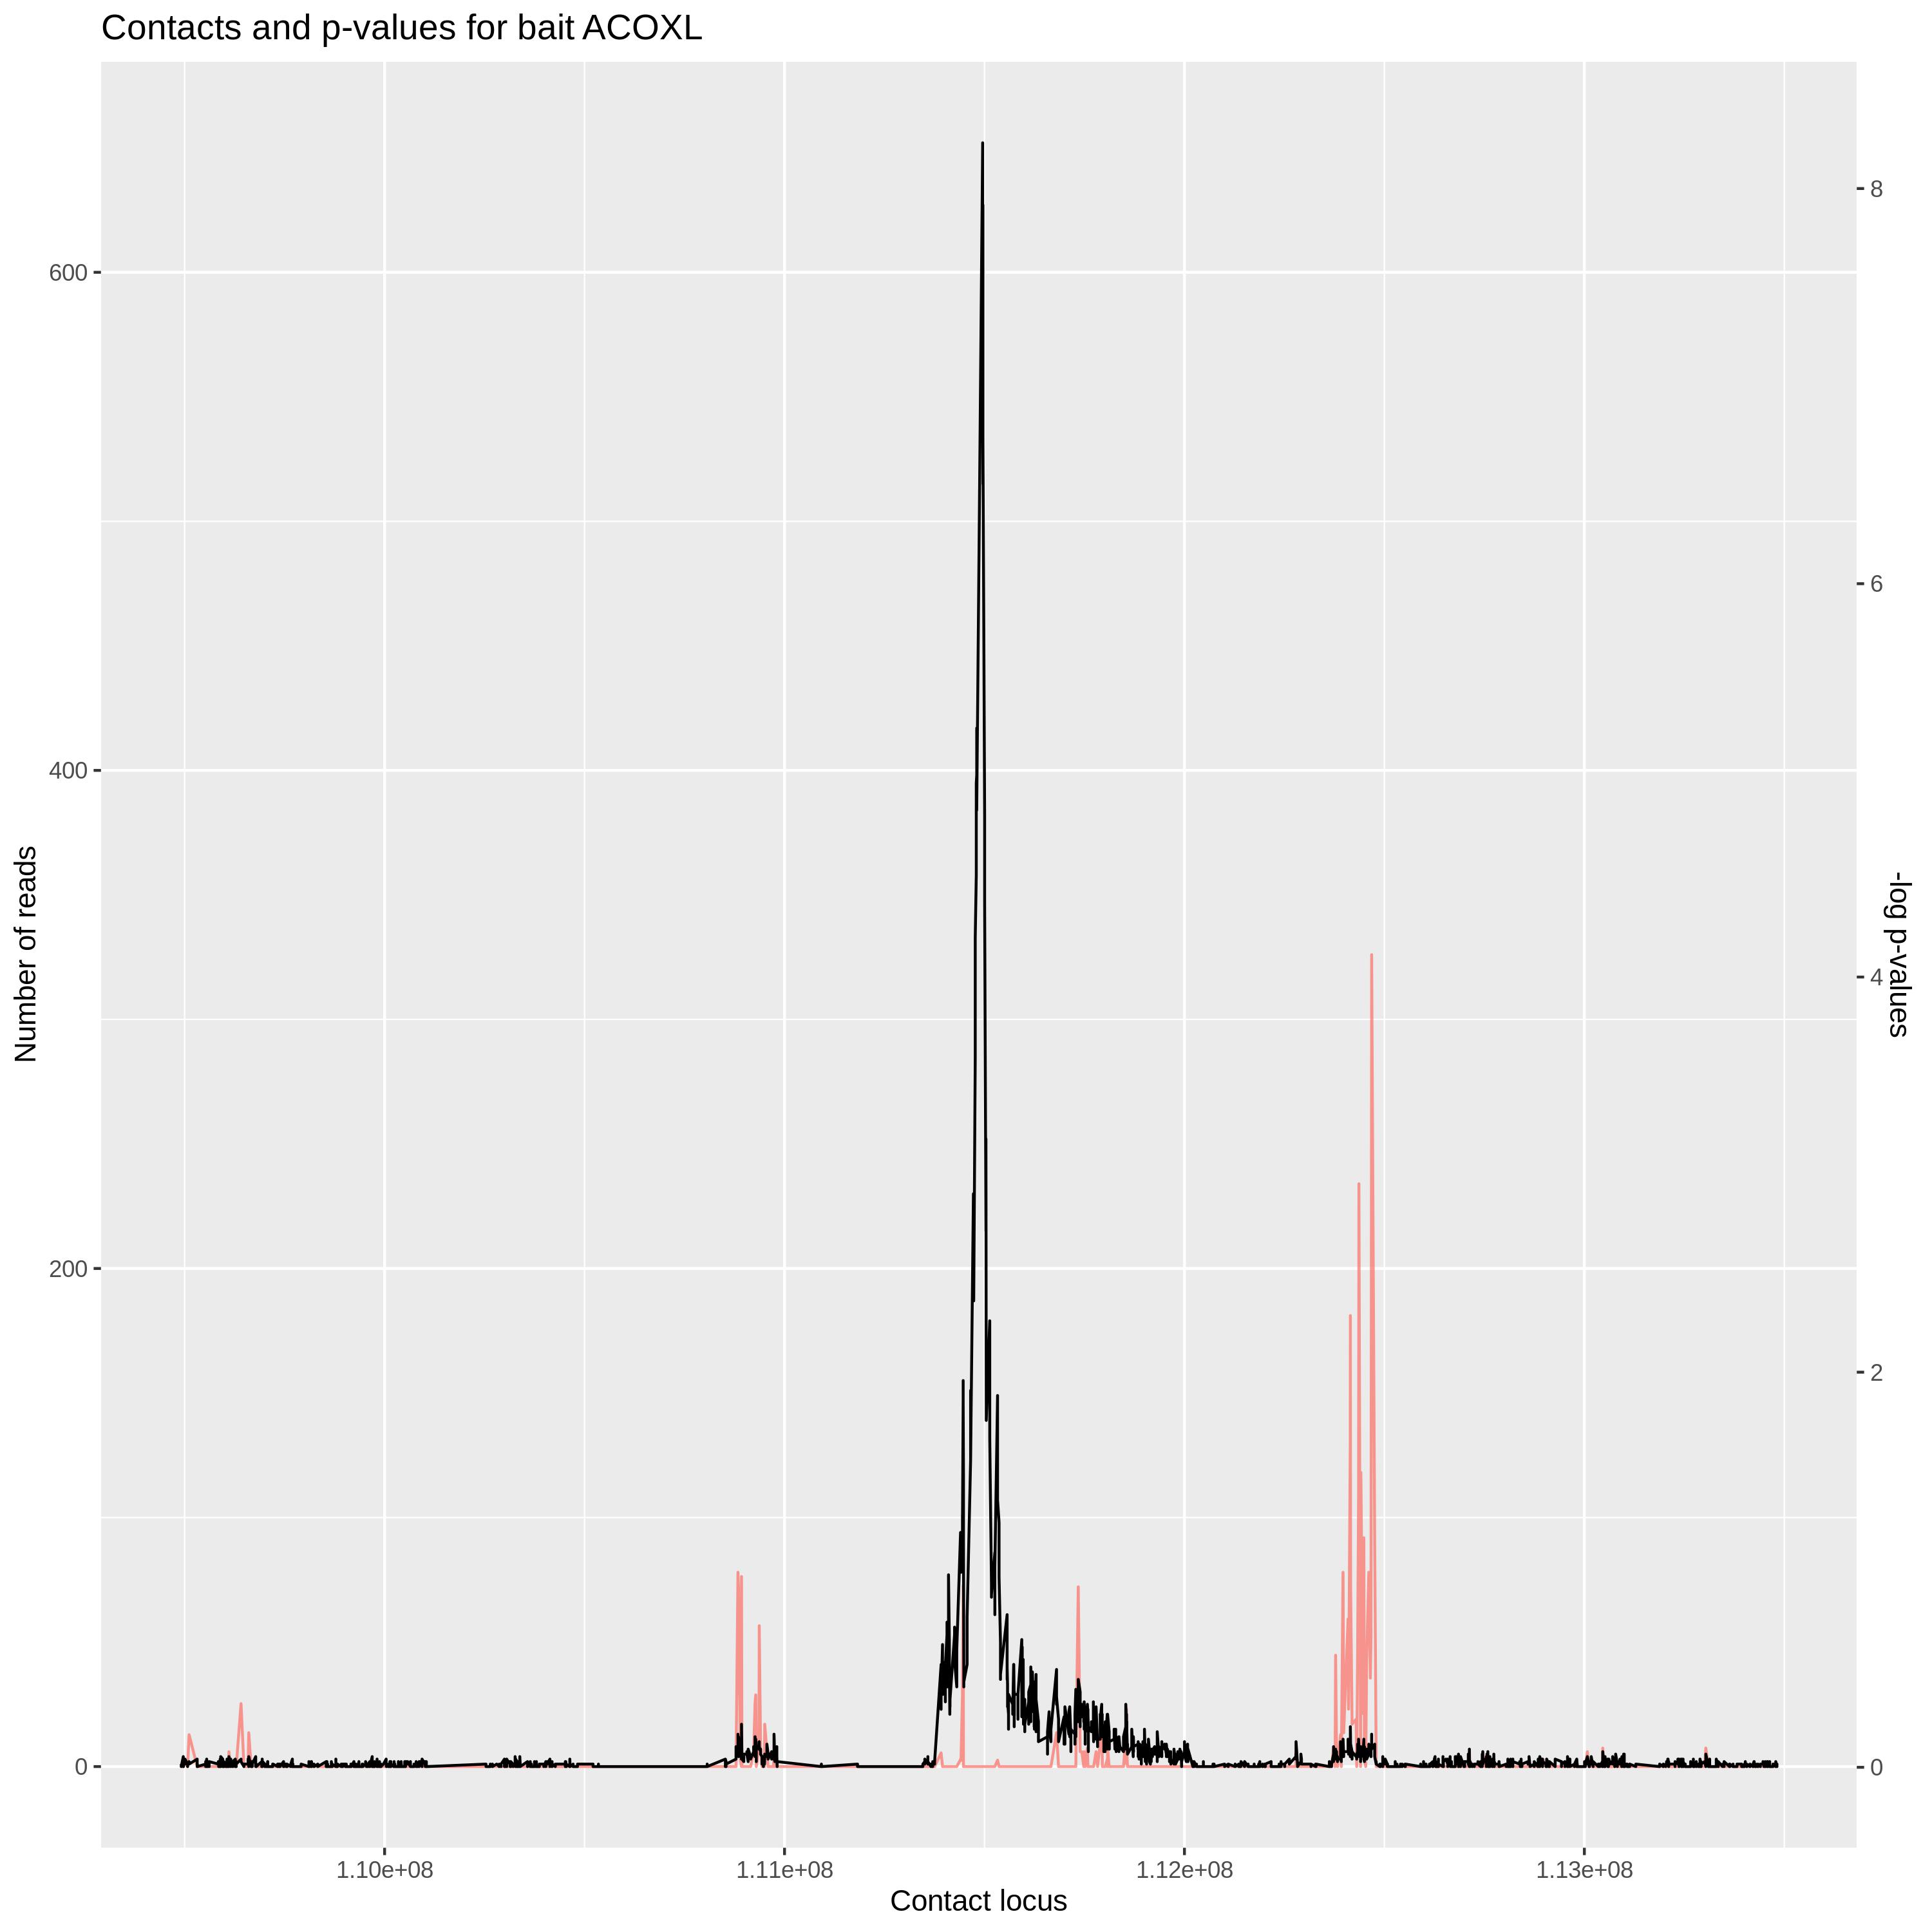 Contacts and p-values for bait ACOXL
Number of reads
600
400
200
0
8
6
4
2
0
-log p-values
1.10e+08
1.11e+08
1.12e+08
1.13e+08
Contact locus